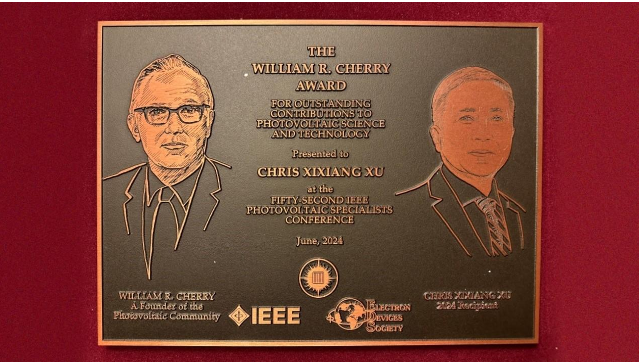 THE
WILLIAM R. CHERRY
AWARD
FOR OUTSTANDING
CONTRIBUTIONS TO
PHOTOVOLTAIC SCIENCE
AND TECHNOLOGY
Presented to
CHRIS XIXIANG XU
at the
FIFTY-SECOND IEEE
PHOTOVOLTAIC SPECIALISTS
CONFERENCE
June, 2024
WILLIAM R. CHERRY
A Founder of the
Photovoltaic Community
IEEE
ELECTRON
DEVICES
SOCIETY
CHRIS XIXIANG XU
2024 Recipient